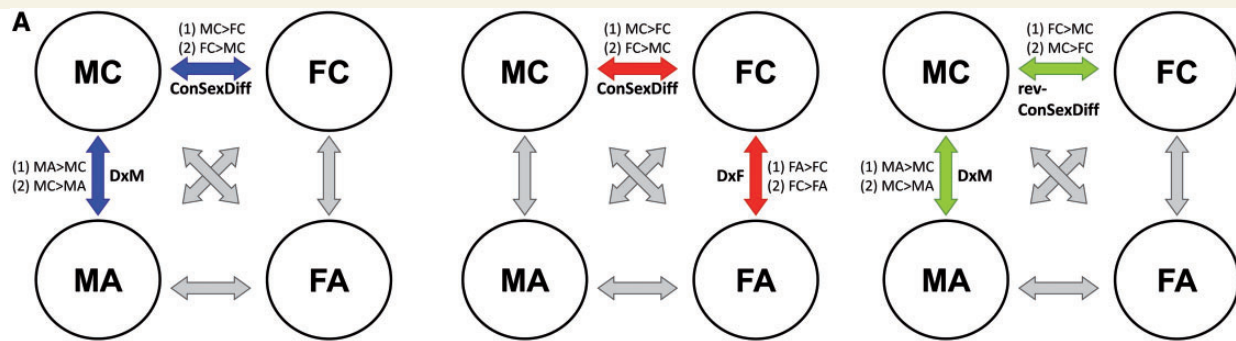 A
(1) MC>FC
(2) FC>MC
MC
FC
ConSexDiff
(1) MA>MC
(2) MC>MA
DxM
MA
FA
(1) MC>FC
(2) FC>MC
MC
FC
ConSexDiff
DxF
(1) FA>FC
(2) FC>FA
MA
FA
(1) FC>MC
(2) MC>FC
MC
FC
rev-
ConSexDiff
(1) MA>MC
(2) MC>MA
DxM
MA
FA